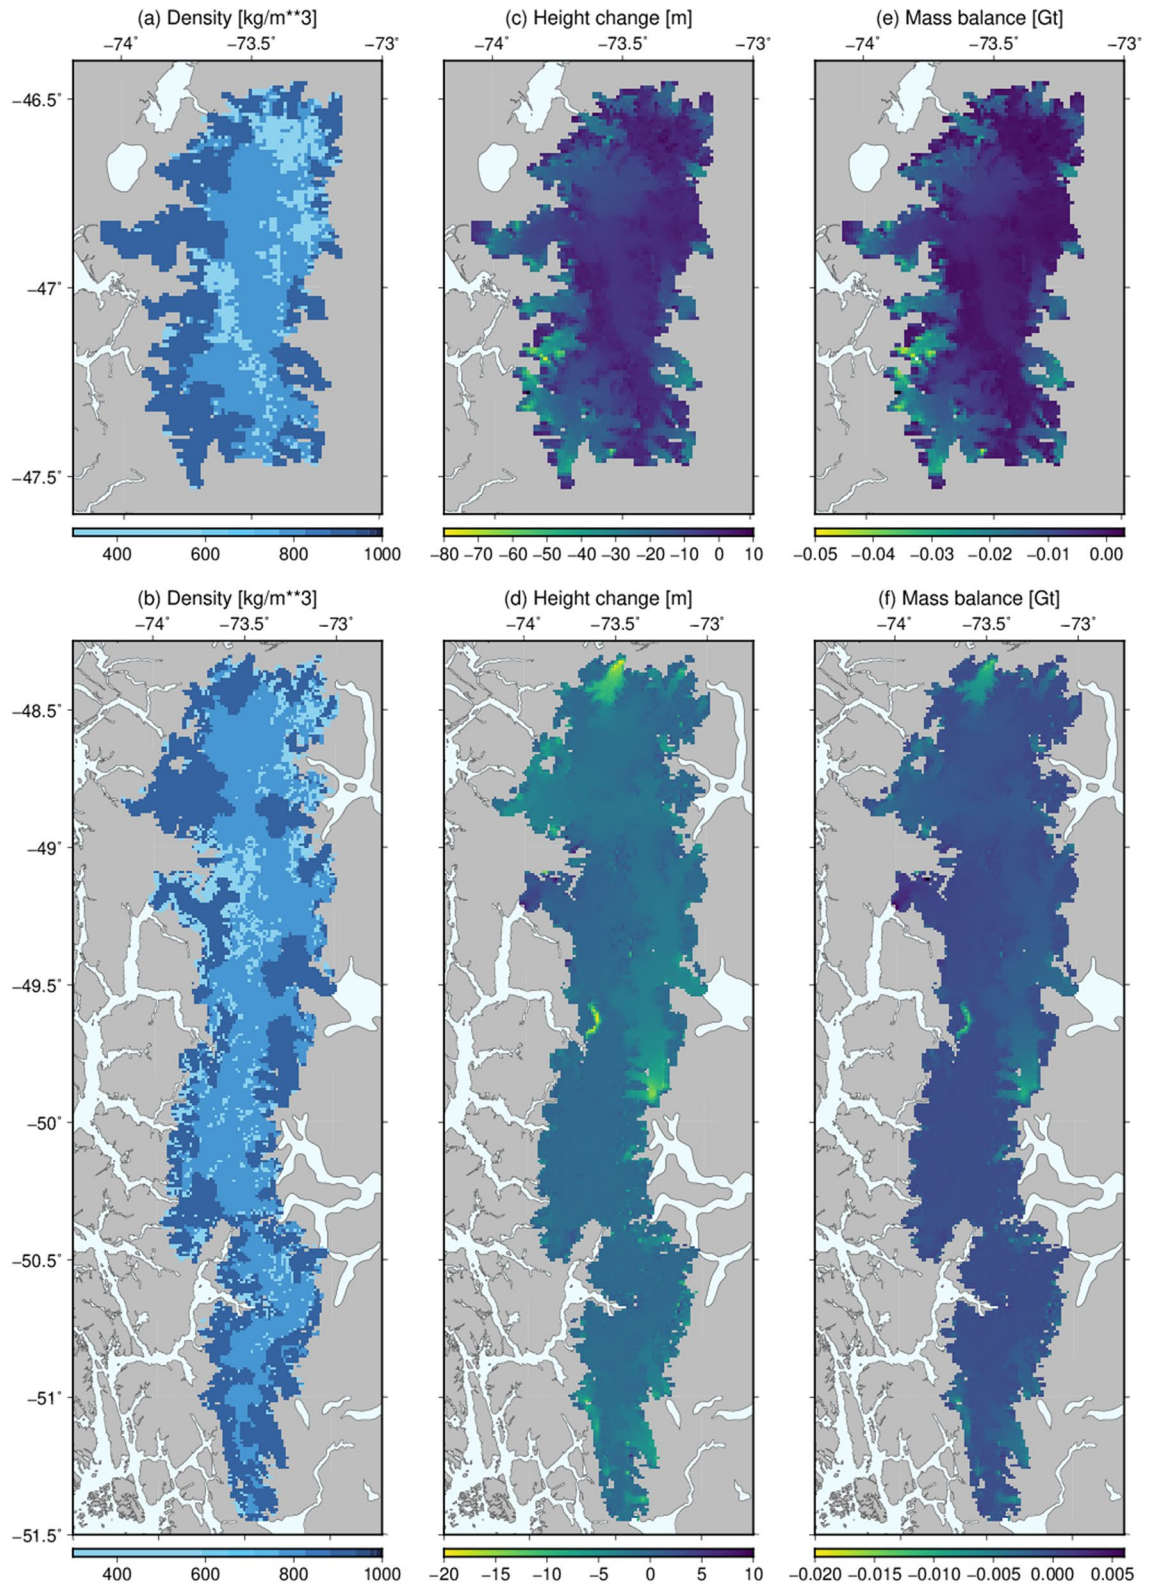 (a) Density [kg/m**3] (c) Height change [m] (e) Mass balance [Gt]
−74° −73.5° −73° −74° −73.5° −73° −74° −73.5° −73°
−46.5°
−47°
−47.5°
400 600 800 1000 −80 −70 −60 −50 −40 −30 −20 −10 0 10 −0.05 −0.04 −0.03 −0.02 −0.01 0.00
(b) Density [kg/m**3] (d) Height change [m] (f) Mass balance [Gt]
−74° −73.5° −73° −74° −73.5° −73° −74° −73.5° −73°
−48.5°
−49°
−49.5°
−50°
−50.5°
−51°
−51.5°
400 600 800 1000 −20 −15 −10 −5 0 5 10 −0.020 −0.015 −0.010 −0.005 0.000 0.005